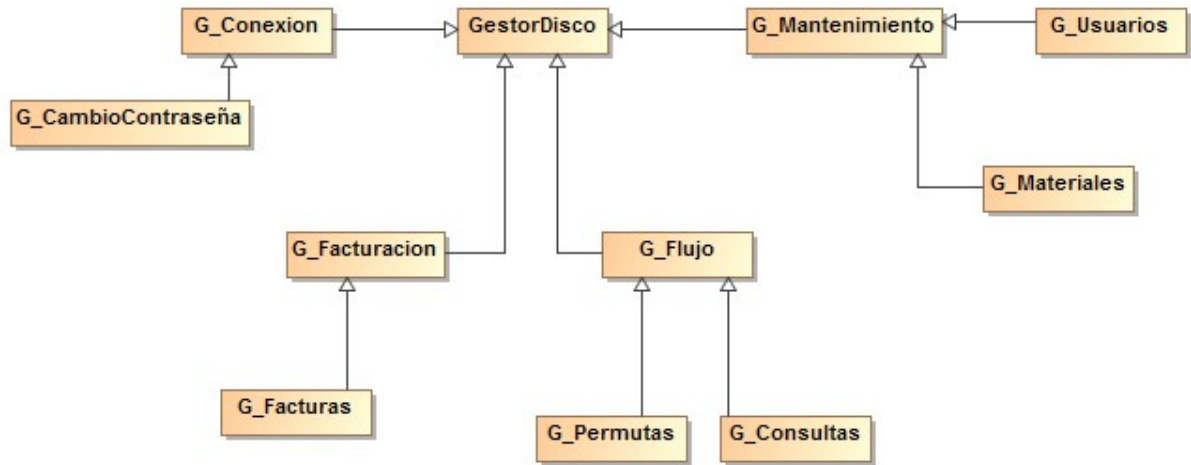 G_Conexion
GestorDisco
G_Mantenimiento
G_Usuarios
G_CambioContraseña
G_Materiales
G_Facturacion
G_Flujo
G_Facturas
G_Permutas
G_Consultas